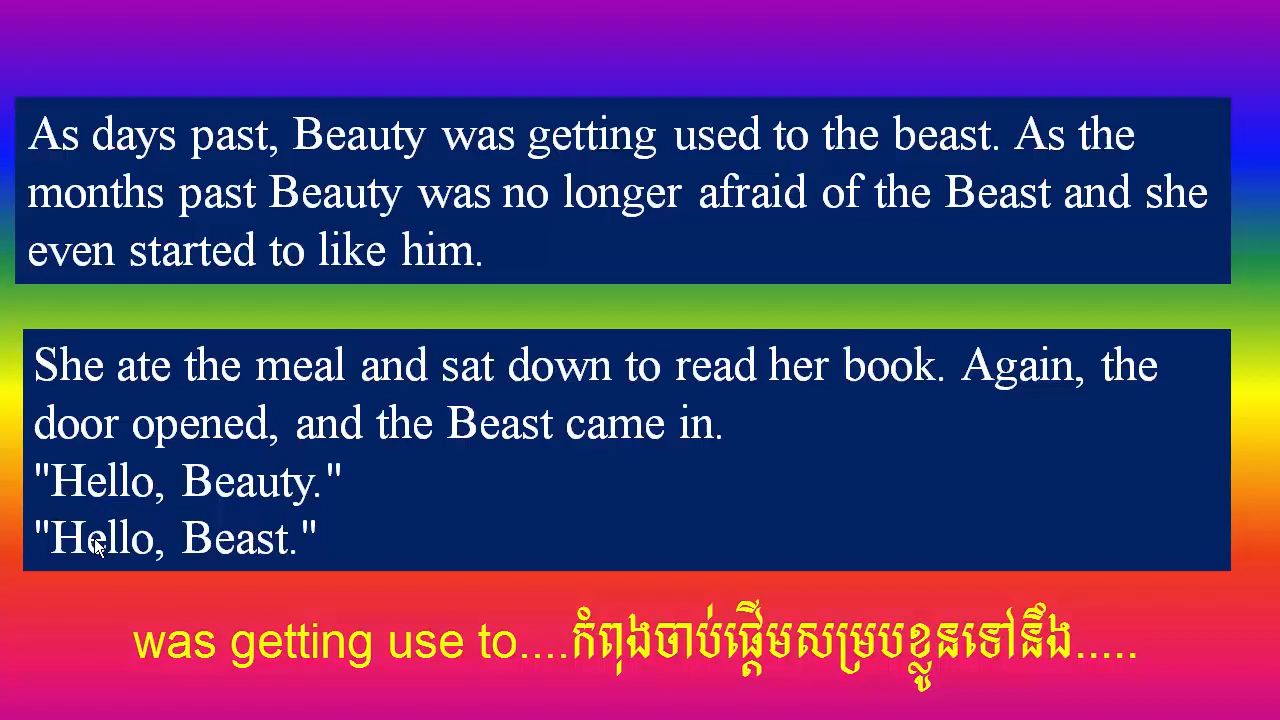 As days past, Beauty was getting used to the beast. As the
months past Beauty was no longer afraid of the Beast and she
even started to like him.
She ate the meal and sat down to read her book. Again, the
door opened, and the Beast came in.
"Hello, Beauty."
"Hello, Beast."
was getting use to....កំពុងចាប់ផ្ដើមសម្របខ្លួនទៅនឹង.....